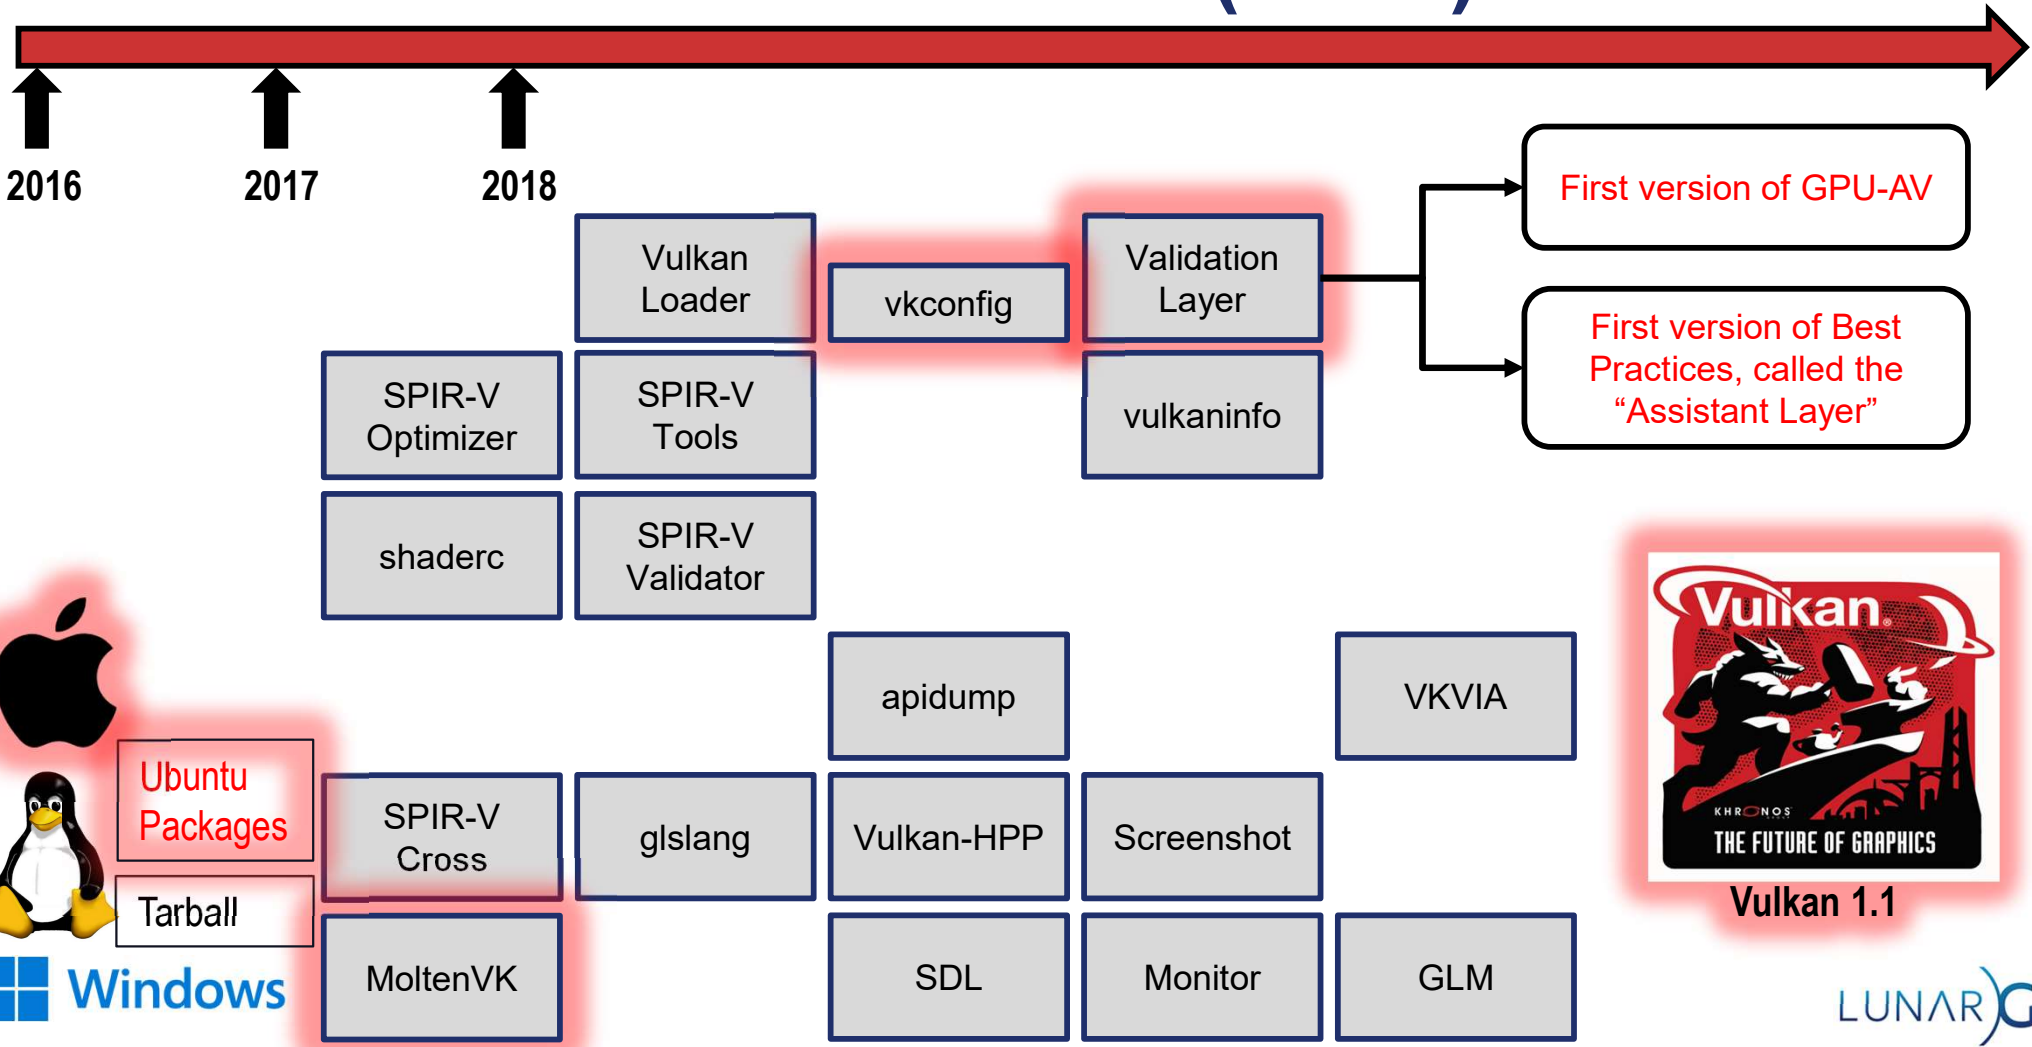 2016
2017
2018
Vulkan
Loader
vkconfig
Validation
Layer
First version of GPU-AV
First version of Best
Practices, called the
“Assistant Layer”
SPIR-V
Optimizer
SPIR-V
Tools
vulkaninfo
shaderc
SPIR-V
Validator
apidump
VKVIA
Ubuntu
Packages
Tarball
SPIR-V
Cross
glslang
Vulkan-HPP
Screenshot
MoltenVK
SDL
Monitor
GLM
Windows
Vulkan.
KHRONOS
GROUP
THE FUTURE OF GRAPHICS
Vulkan 1.1
LUNARG